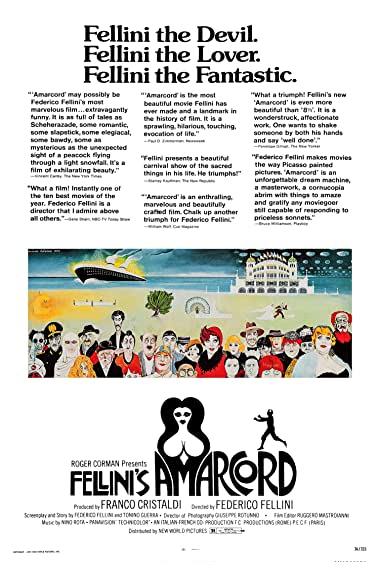 Fellini the Devil.
Fellini the Lover.
Fellini the Fantastic.
"'Amarcord' may possibly be
Federico Fellini's most
marvelous film...extravagantly
funny. It is as full of tales as
Scheherazade, some romantic,
some slapstick, some elegiacal,
some bawdy, some as
mysterious as the unexpected
sight of a peacock flying
through a light snowfall. It's a
film of exhilarating beauty."
—Vincent Canby, The New York Times
"What a film! Instantly one of
the ten best movies of the
year. Federico Fellini is a
director that I admire above
all others."—Gene Shalit, NBC-TV Today Show
"'Amarcord' is the most
beautiful movie Fellini has
ever made and a landmark in
the history of film. It is a
sprawling, hilarious, touching,
evocation of life."
—Paul D. Zimmerman, Newsweek
"Fellini presents a beautiful
carnival show of the sacred
things in his life. He triumphs!"
—Stanley Kauffman, The New Republic
"'Amarcord' is an enthralling,
marvelous and beautifully
crafted film. Chalk up another
triumph for Federico Fellini."
—William Wolf, Cue Magazine
"What a triumph! Fellini's new
'Amarcord' is even more
beautiful than '8½'. It is a
wonderstruck, affectionate
work. One wants to shake
someone by both his hands
and say 'well done'."
—Penelope Gilliatt, The New Yorker
"Federico Fellini makes movies
the way Picasso painted
pictures. 'Amarcord' is an
unforgettable dream machine,
a masterwork, a cornucopia
abrim with things to amaze
and gratify any moviegoer
still capable of responding to
priceless sonnets."
—Bruce Williamson, Playboy
ROGER CORMAN Presents
FELLINI'S AMARCORD
Produced by FRANCO CRISTALDI Directed by FEDERICO FELLINI
Screenplay and Story by FEDERICO FELLINI and TONINO GUERRA • Director of Photography GIUSEPPE ROTUNNO • Film Editor RUGGERO MASTROIANNI
Music by NINO ROTA • PANAVISION® TECHNICOLOR® • AN ITALIAN-FRENCH CO-PRODUCTION F.C. PRODUCTIONS (ROME) P.E.C.F. (PARIS)
Distributed by NEW WORLD PICTURES